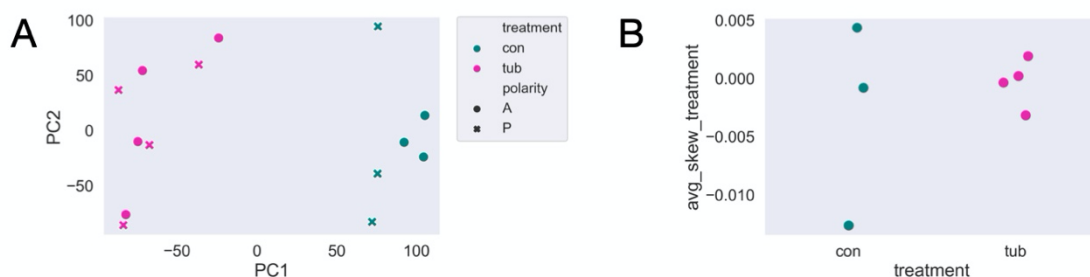 A
100
50
0
−50
PC2
−50
0
50
100
PC1
treatment
con
tub
polarity
A
P
B
0.005
0.000
−0.005
−0.010
avg_skew_treatment
con
tub
treatment